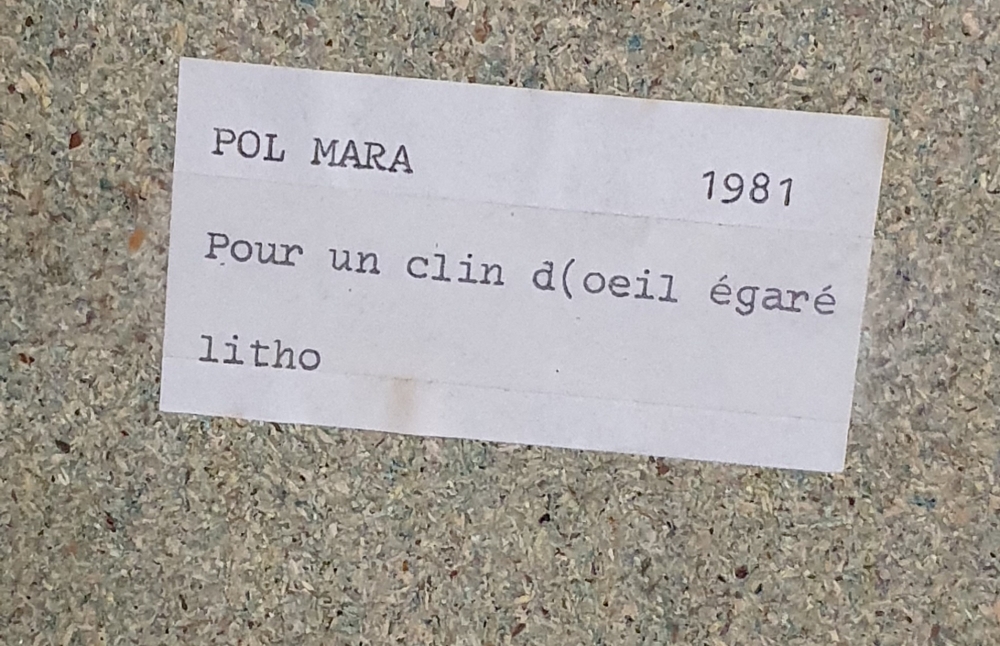 POL MARA 1981
Pour un clin d(oeil égaré
litho